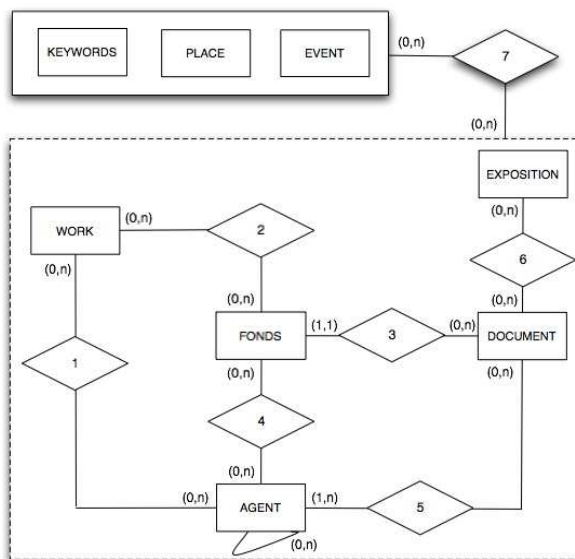 (0,n)
KEYWORDS PLACE EVENT 7
(0,n)
EXPOSITION
(0,n)
WORK (0,n) 2 6
(0,n) (0,n) (0,n)
FONDS (1,1) 3 (0,n) DOCUMENT
1 (0,n) (0,n)
4
(0,n)
(0,n) AGENT (1,n) 5
(0,n)